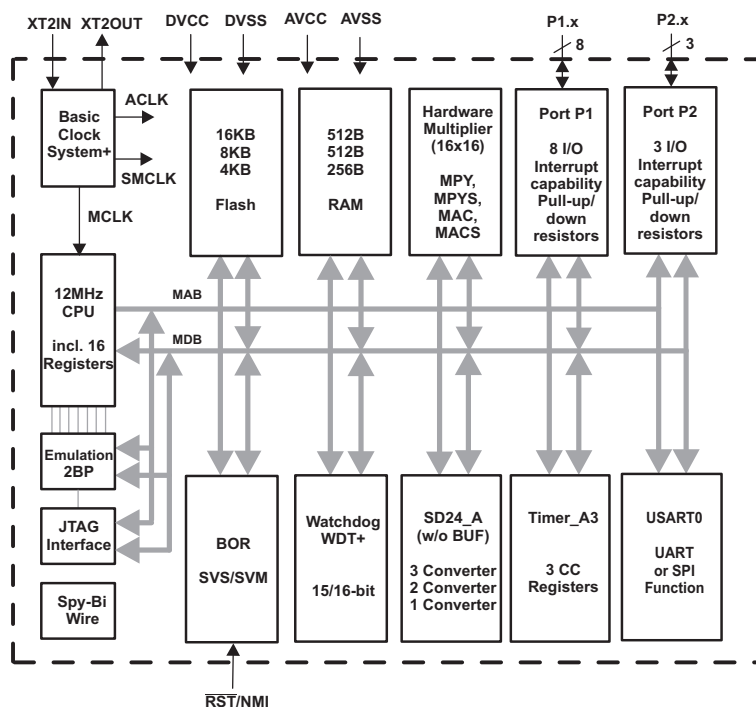 XT2IN XT2OUT DVCC DVSS AVCC AVSS P1.x P2.x
8 3
Basic
Clock
System+
ACLK
SMCLK
MCLK
16KB
8KB
4KB
Flash
512B
512B
256B
RAM
Hardware
Multiplier
(16x16)
MPY,
MPYS,
MAC,
MACS
Port P1
8 I/O
Interrupt
capability
Pull-up/
down
resistors
Port P2
3 I/O
Interrupt
capability
Pull-up/
down
resistors
12MHz
CPU
incl. 16
Registers
MAB
MDB
Emulation
2BP
JTAG
Interface
Spy-Bi
Wire
BOR
SVS/SVM
Watchdog
WDT+
15/16-bit
SD24_A
(w/o BUF)
3 Converter
2 Converter
1 Converter
Timer_A3
3 CC
Registers
USART0
UART
or SPI
Function
RST/NMI